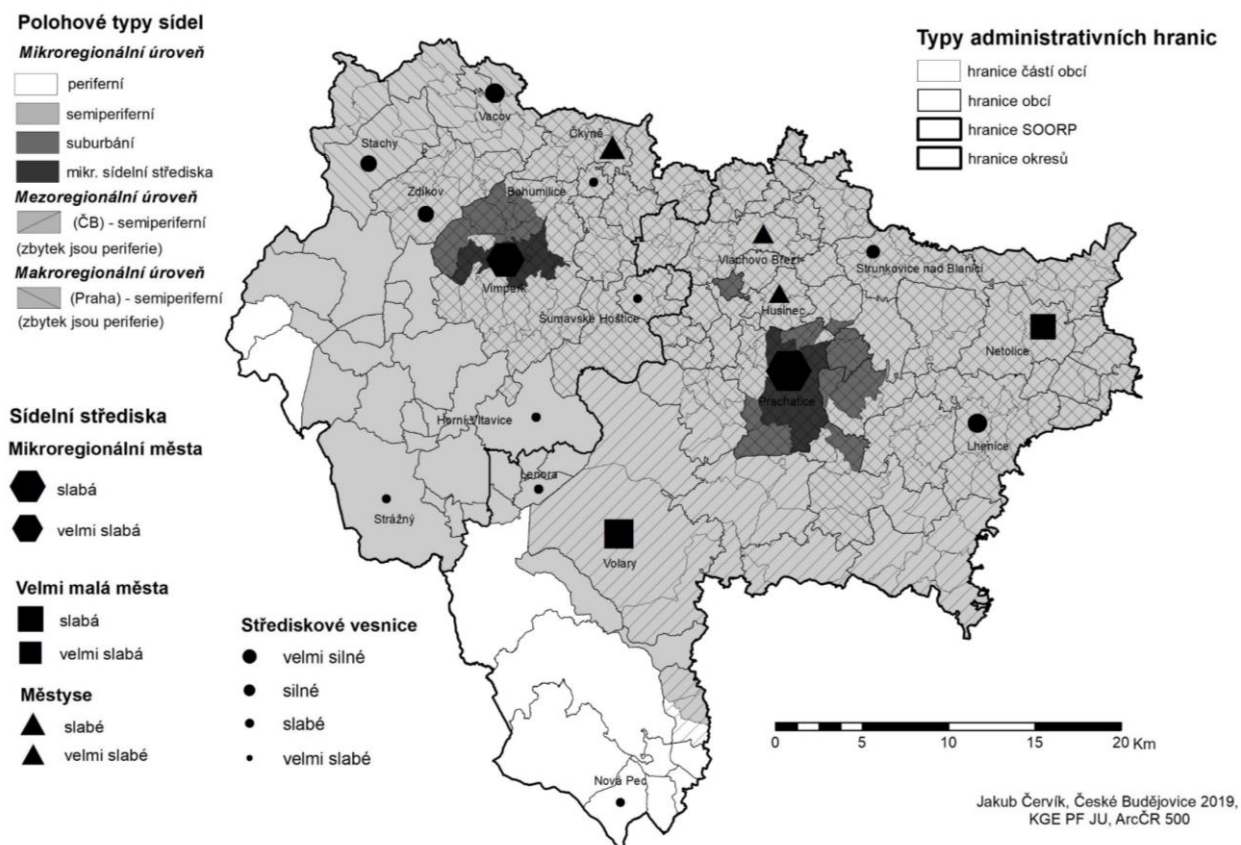 Polohové typy sídel
Mikroregionální úroveň
periferní
semiperiferní
suburbání
mikr. sídelní střediska
Mezoregionální úroveň
(ČB) - semiperiferní
(zbytek jsou periferie)
Makroregionální úroveň
(Praha) - semiperiferní
(zbytek jsou periferie)
Sídelní střediska
Mikroregionální města
slabá
velmi slabá
Velmi malá města
slabá
velmi slabá
Městyse
slabé
velmi slabé
Střediskové vesnice
velmi silné
silné
slabé
velmi slabé
Typy administrativních hranic
hranice částí obcí
hranice obcí
hranice SOORP
hranice okresů
Vacov
Čkyně
Stachy
Zdíkov
Bohumilice
Vimperk
Vlachovo Březí
Strunkovice nad Blanicí
Šumavské Hoštice
Husinec
Netolice
Prachatice
Horní Vltavice
Lhenice
Lenora
Strážný
Volary
Nová Pec
0 5 10 15 20 Km
Jakub Červík, České Budějovice 2019,
KGE PF JU, ArcČR 500